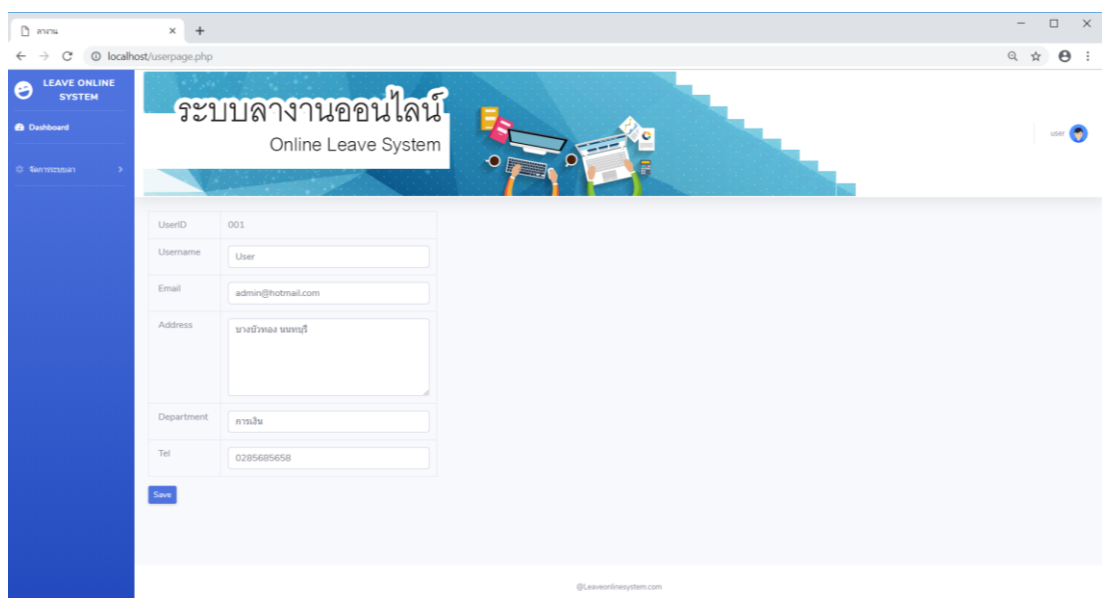 ลางาน
localhost/userpage.php
LEAVE ONLINE
SYSTEM
Dashboard
จัดการระบบลา
ระบบลางานออนไลน์
Online Leave System
user
UserID 001
Username User
Email admin@hotmail.com
Address บางบัวทอง นนทบุรี
Department การเงิน
Tel 0285685658
Save
@Leaveonlinesystem.com